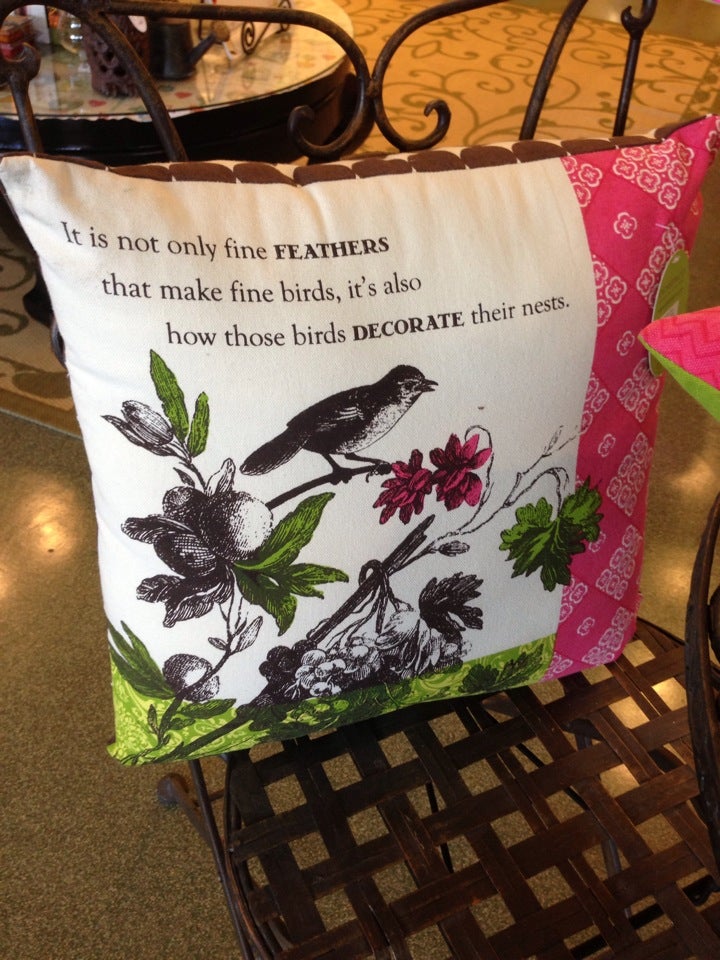 It is not only fine FEATHERS
that make fine birds, it's also
how those birds DECORATE their nests.